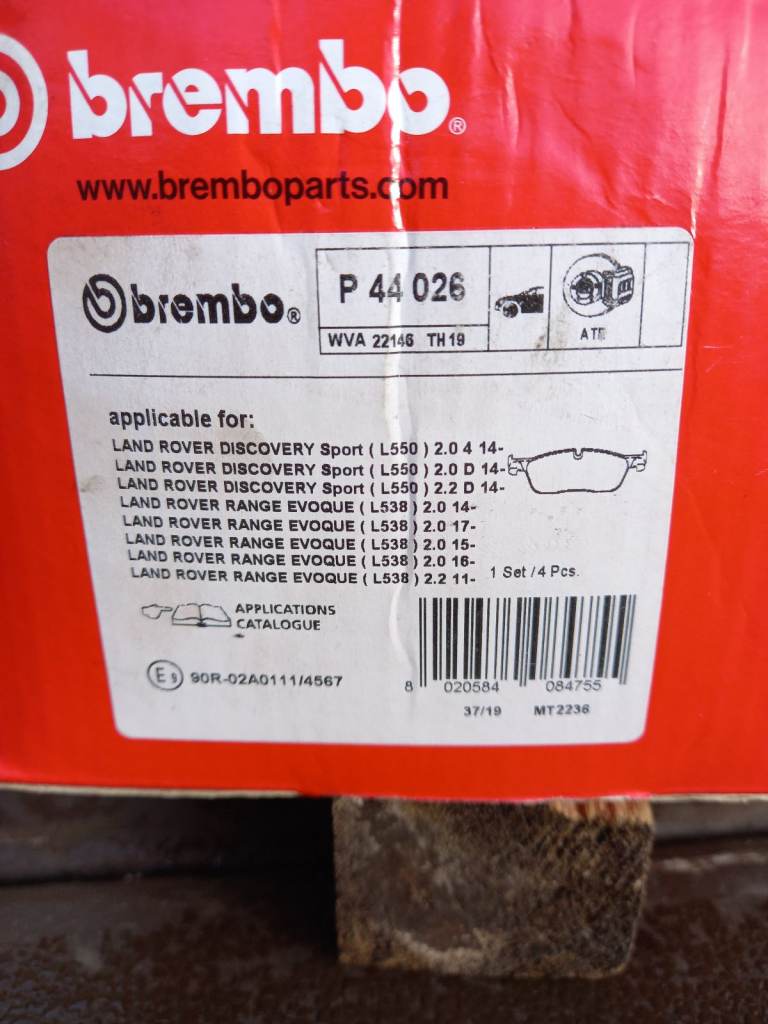 brembo®
www.bremboparts.com
brembo®
P 44 026
WVA 22146 TH19
ATE
applicable for:
LAND ROVER DISCOVERY Sport ( L550 ) 2.0 4 14-
LAND ROVER DISCOVERY Sport ( L550 ) 2.0 D 14-
LAND ROVER DISCOVERY Sport ( L550 ) 2.2 D 14-
LAND ROVER RANGE EVOQUE ( L538 ) 2.0 14-
LAND ROVER RANGE EVOQUE ( L538 ) 2.0 17-
LAND ROVER RANGE EVOQUE ( L538 ) 2.0 15-
LAND ROVER RANGE EVOQUE ( L538 ) 2.0 16-
LAND ROVER RANGE EVOQUE ( L538 ) 2.2 11-
1 Set / 4 Pcs.
APPLICATIONS
CATALOGUE
E9 90R-02A0111/4567
8 020584 084755
37/19 MT2236